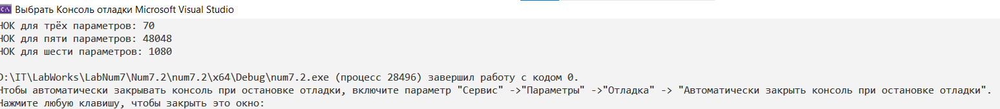 Выбрать Консоль отладки Microsoft Visual Studio
НОК для трёх параметров: 70
НОК для пяти параметров: 48048
НОК для шести параметров: 1080
D:\IT\LabWorks\LabNum7\Num7.2\num7.2\x64\Debug\num7.2.exe (процесс 28496) завершил работу с кодом 0.
Чтобы автоматически закрывать консоль при остановке отладки, включите параметр "Сервис" ->"Параметры" ->"Отладка" -> "Автоматически закрыть консоль при остановке отладки".
Нажмите любую клавишу, чтобы закрыть это окно: